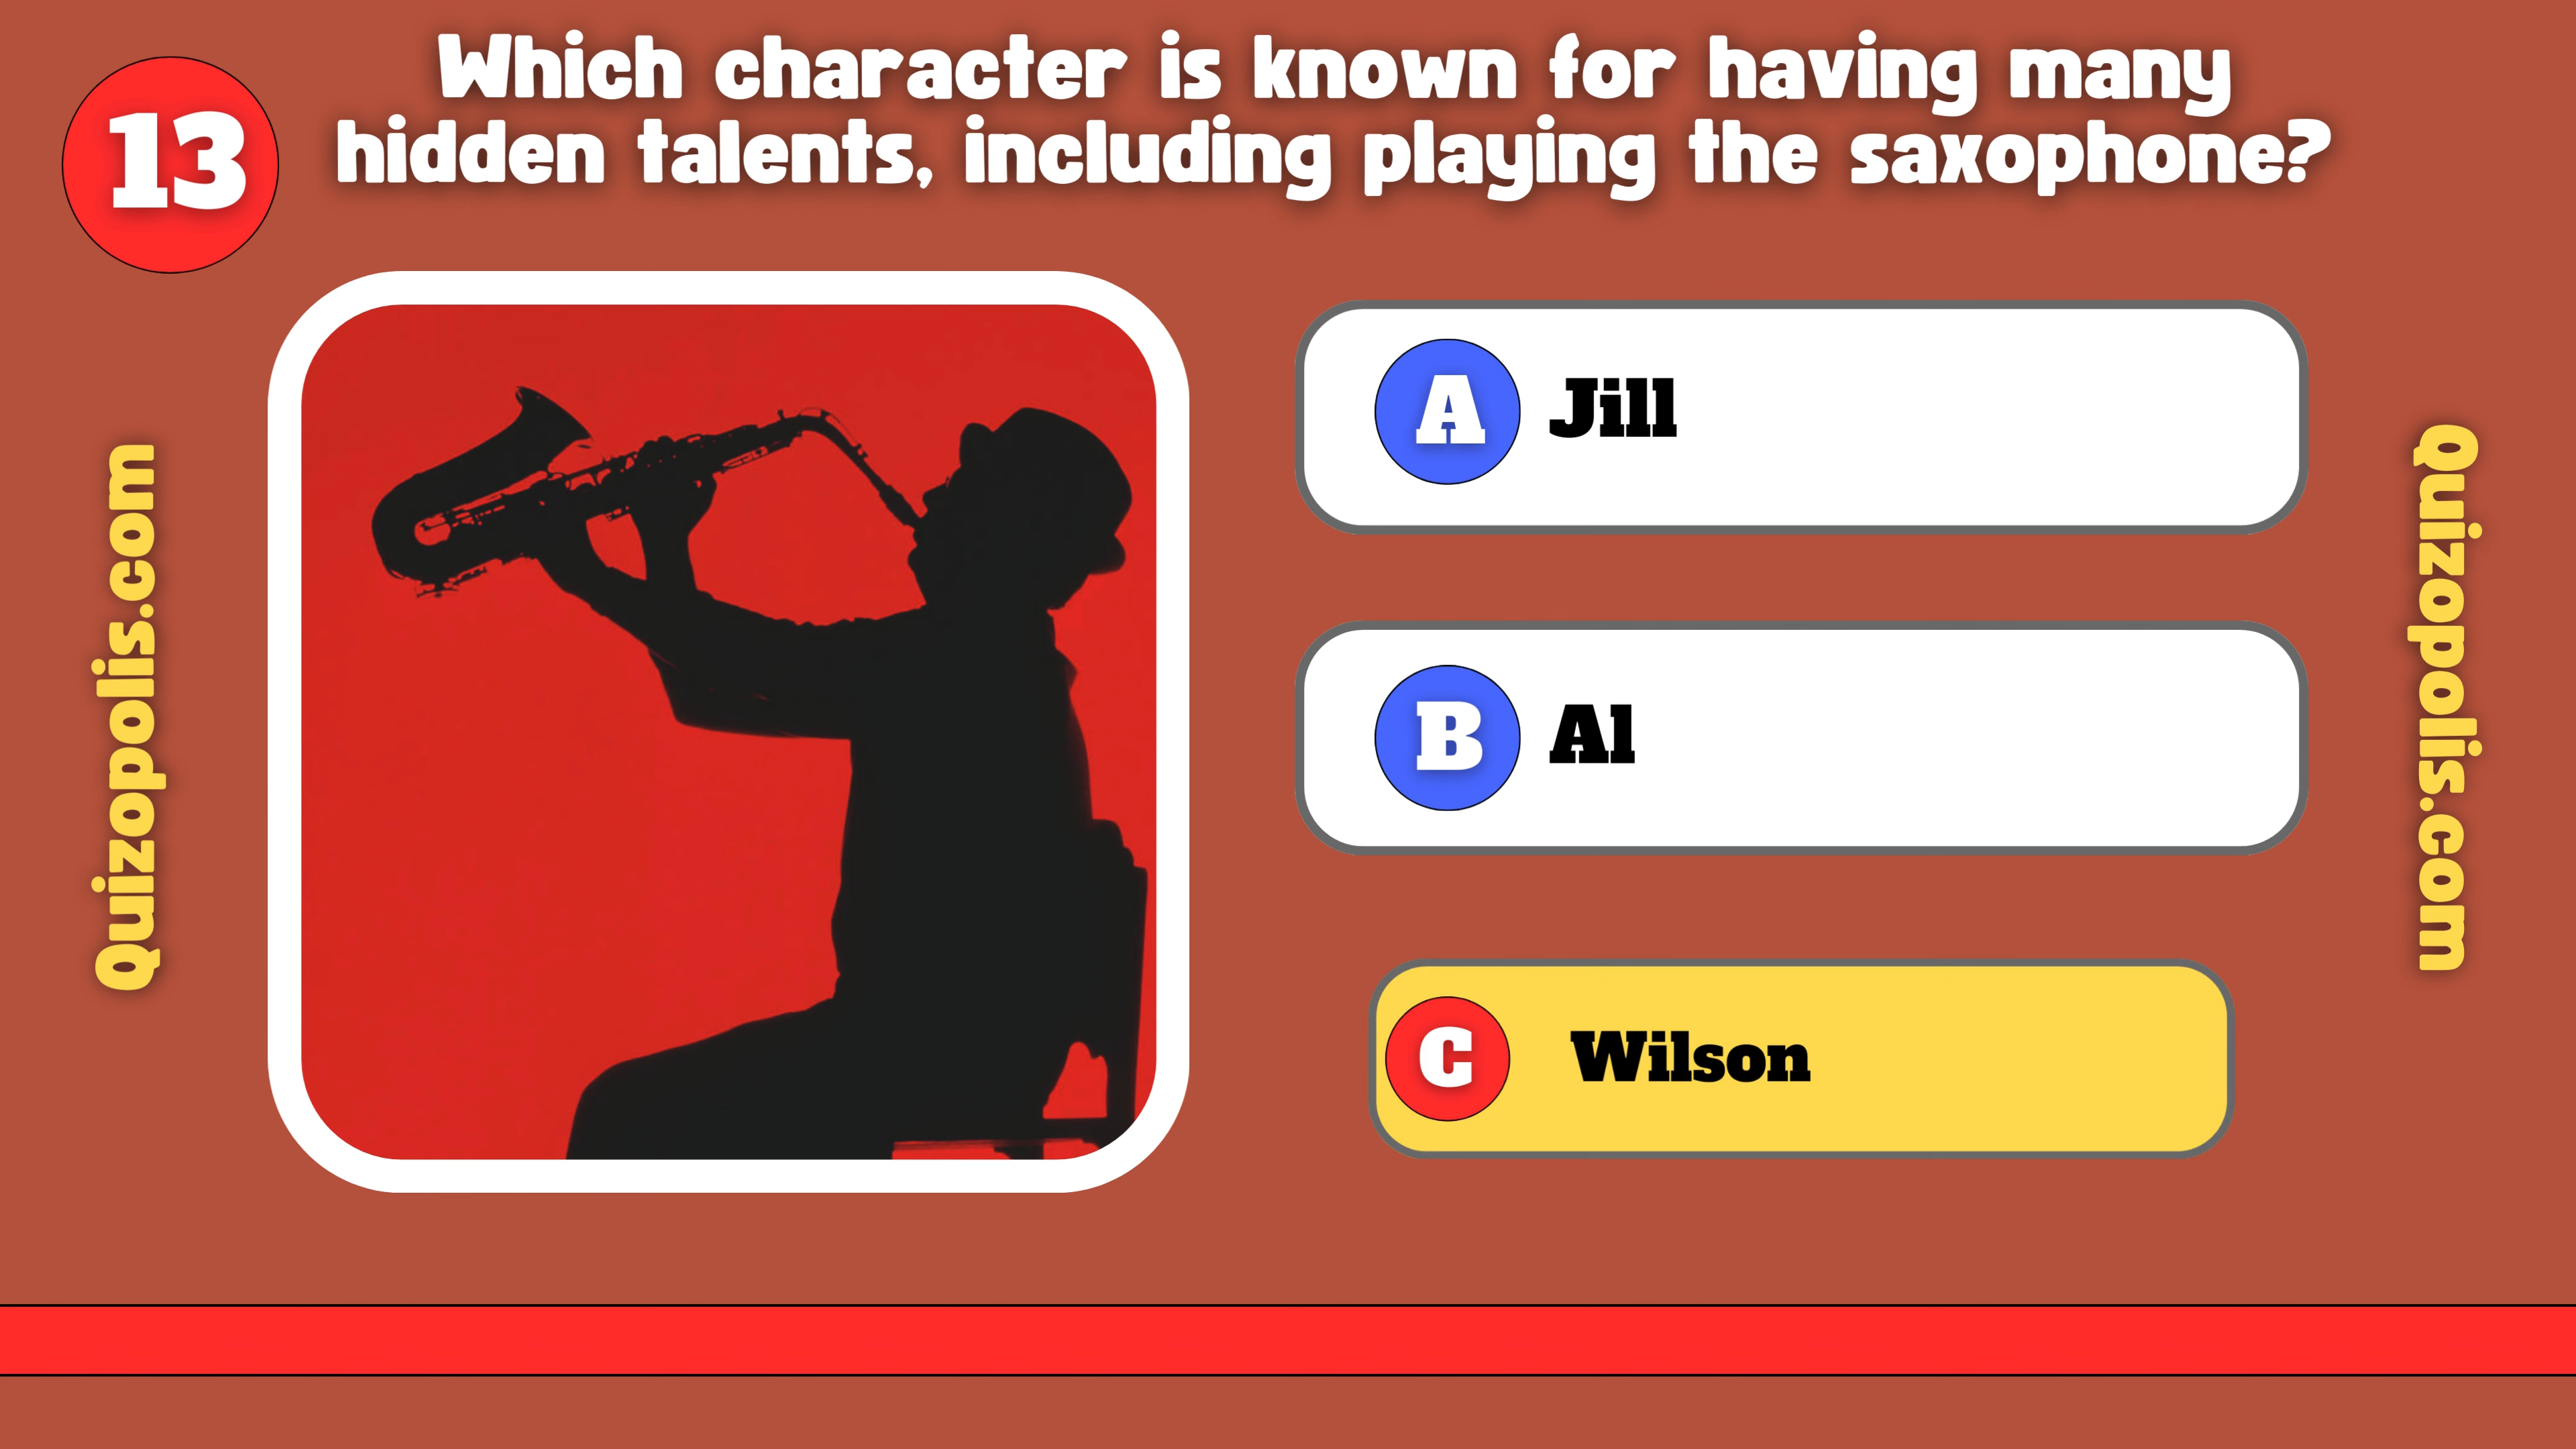 13
Which character is known for having many
hidden talents, including playing the saxophone?
Quizopolis.com
A Jill
B Al
C Wilson
Quizopolis.com